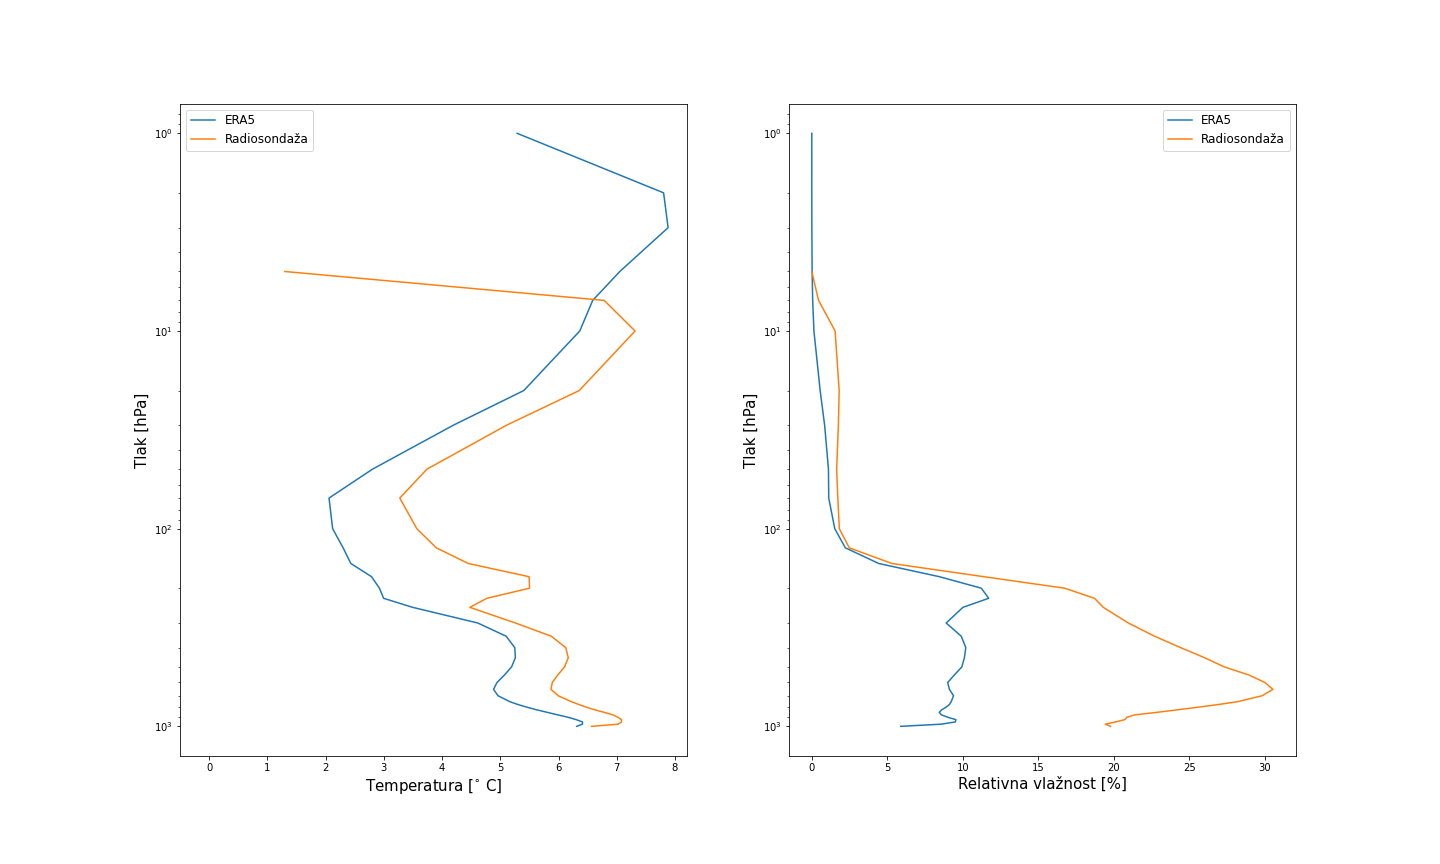 ERA5
Radiosondaža
10⁰
10¹
10²
10³
Tlak [hPa]
0 1 2 3 4 5 6 7 8
Temperatura [° C]
ERA5
Radiosondaža
10⁰
10¹
10²
10³
Tlak [hPa]
0 5 10 15 20 25 30
Relativna vlažnost [%]